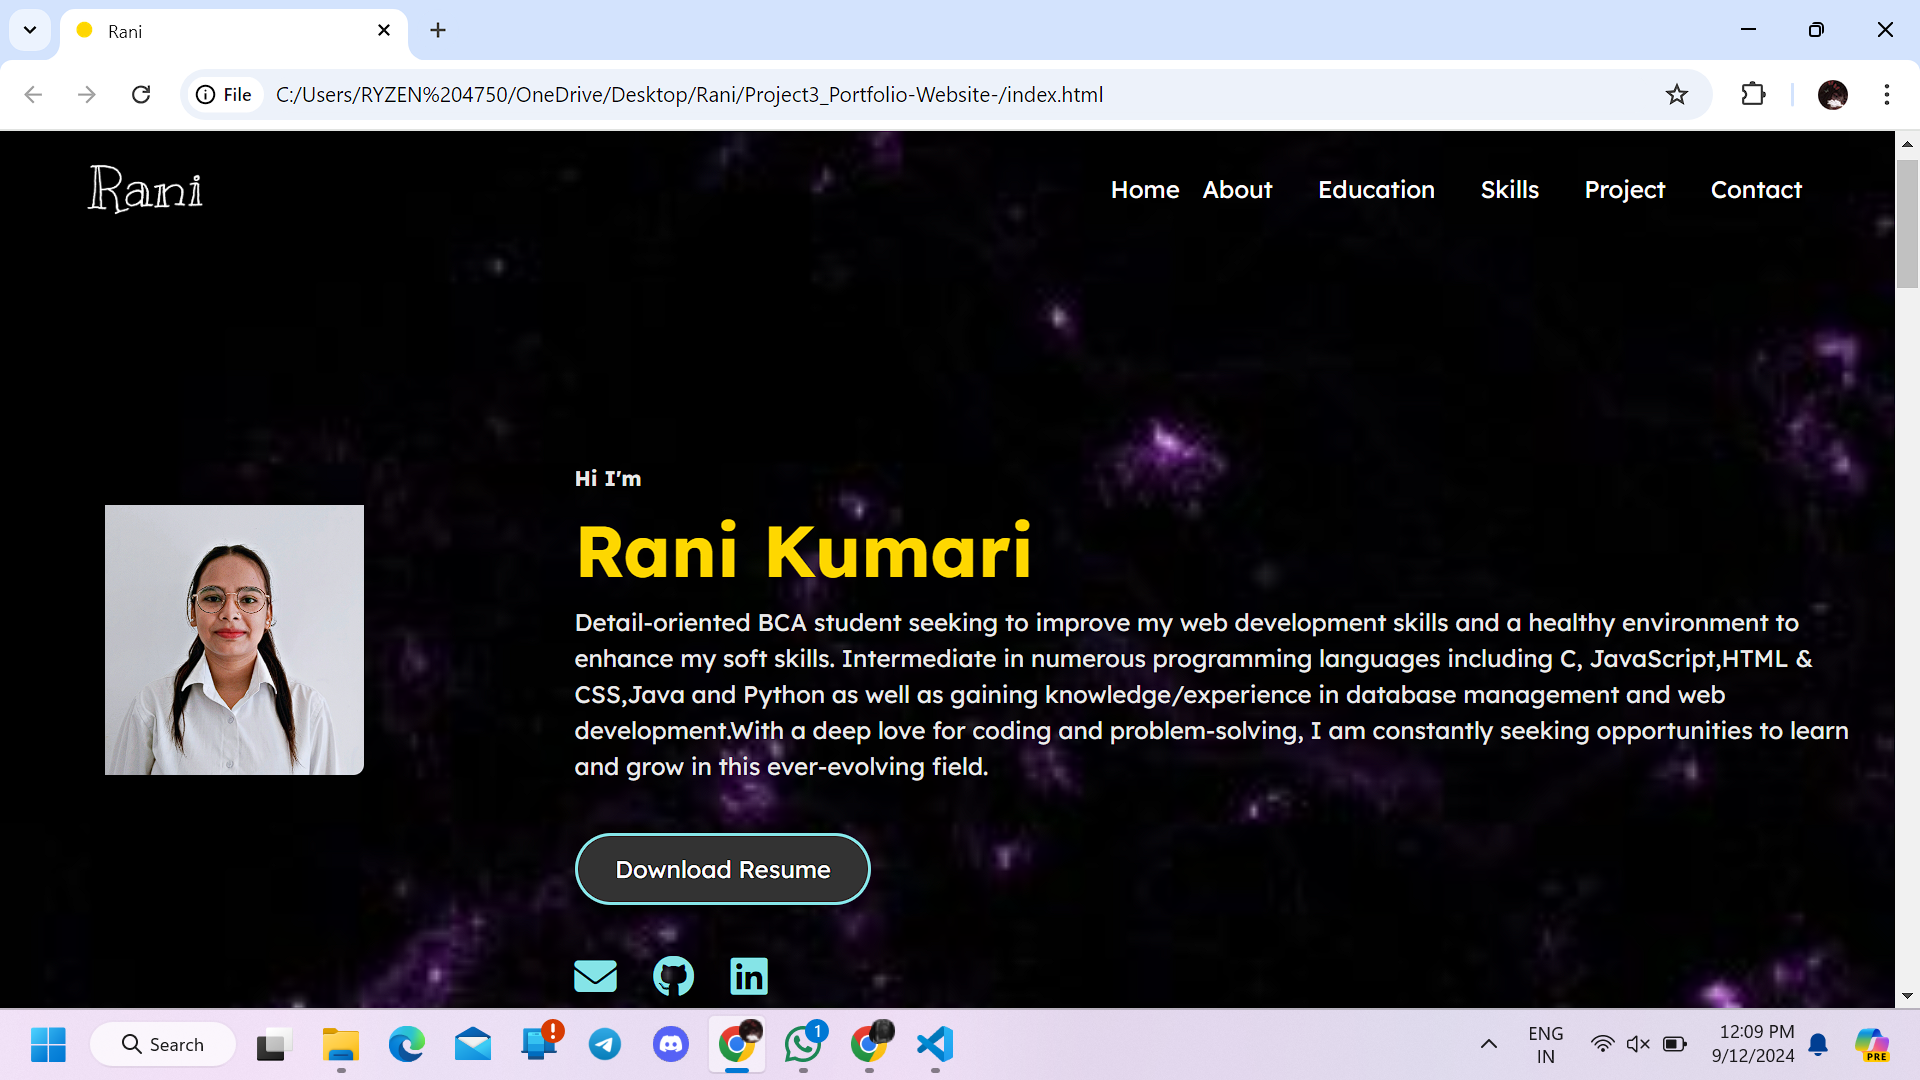 Rani
File C:/Users/RYZEN%204750/OneDrive/Desktop/Rani/Project3_Portfolio-Website-/index.html
Rani
Home About Education Skills Project Contact
Hi I'm
Rani Kumari
Detail-oriented BCA student seeking to improve my web development skills and a healthy environment to
enhance my soft skills. Intermediate in numerous programming languages including C, JavaScript,HTML &
CSS,Java and Python as well as gaining knowledge/experience in database management and web
development.With a deep love for coding and problem-solving, I am constantly seeking opportunities to learn
and grow in this ever-evolving field.
Download Resume
in
Search
1
ENG
IN
12:09 PM
9/12/2024
PRE